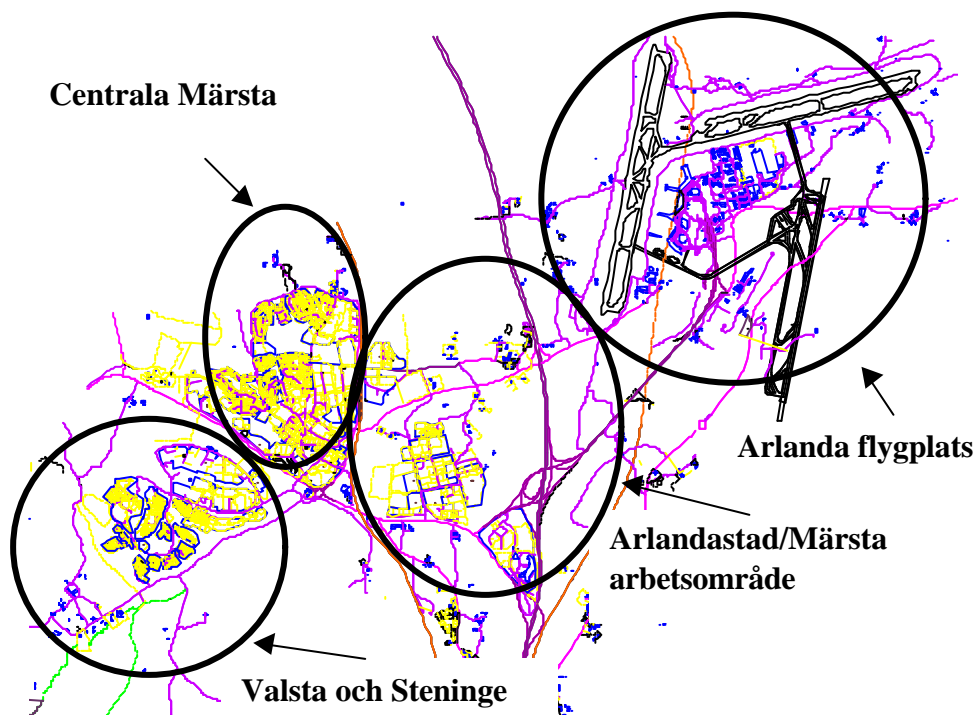 Centrala Märsta
Arlanda flygplats
Arlandastad/Märsta
arbetsområde
Valsta och Steninge